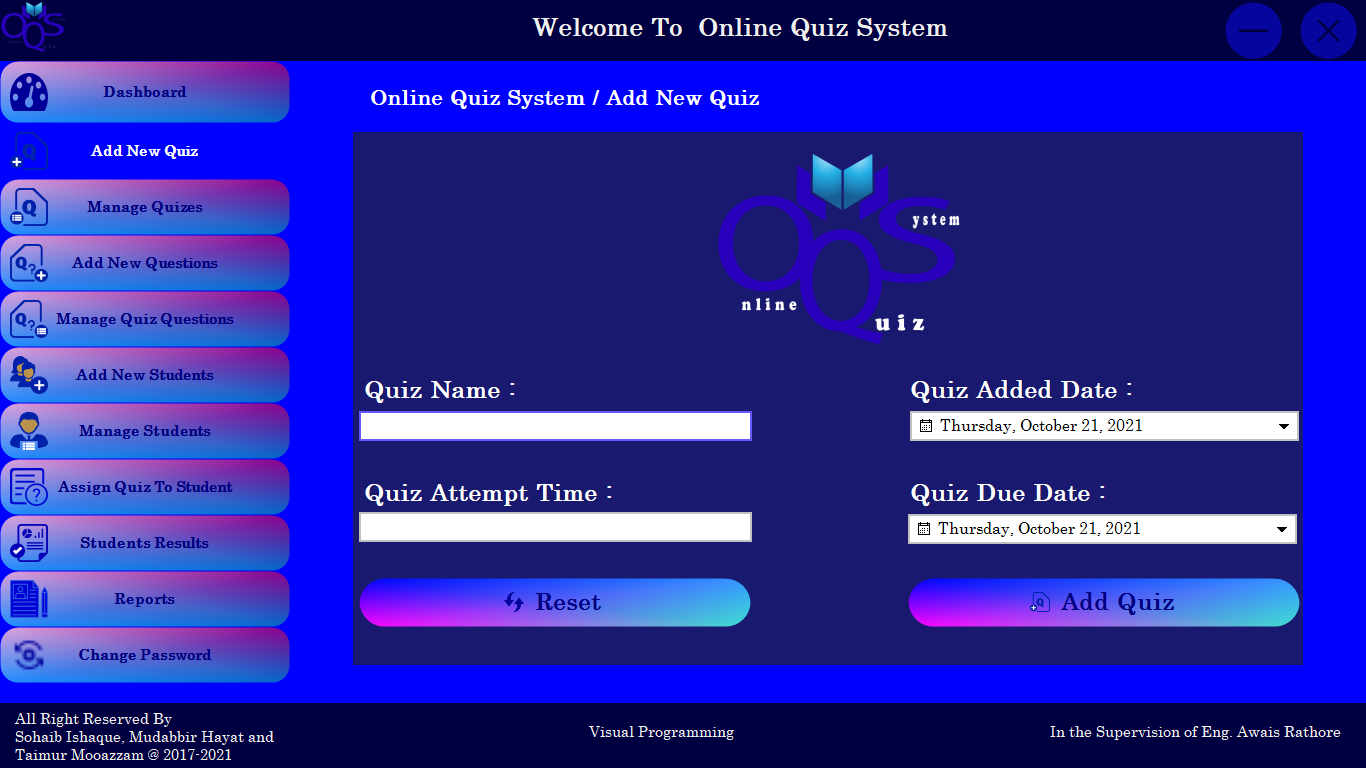 Welcome To  Online Quiz System
Dashboard
Add New Quiz
Manage Quizes
Add New Questions
Manage Quiz Questions
Add New Students
Manage Students
Assign Quiz To Student
Students Results
Reports
Change Password
Online Quiz System / Add New Quiz
OQS
ystem
nline
uiz
Quiz Name :
Quiz Added Date :
Thursday, October 21, 2021
Quiz Attempt Time :
Quiz Due Date :
Thursday, October 21, 2021
Reset
Add Quiz
All Right Reserved By
Sohaib Ishaque, Mudabbir Hayat and
Taimur Mooazzam @ 2017-2021
Visual Programming
In the Supervision of Eng. Awais Rathore